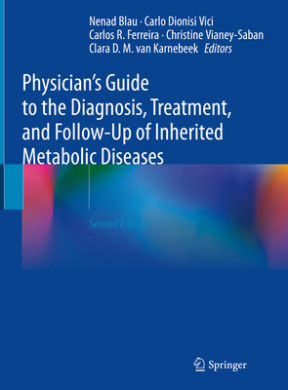 Nenad Blau · Carlo Dionisi Vici
Carlos R. Ferreira · Christine Vianey-Saban
Clara D. M. van Karnebeek Editors
Physician's Guide
to the Diagnosis, Treatment,
and Follow-Up of Inherited
Metabolic Diseases
Second
Springer